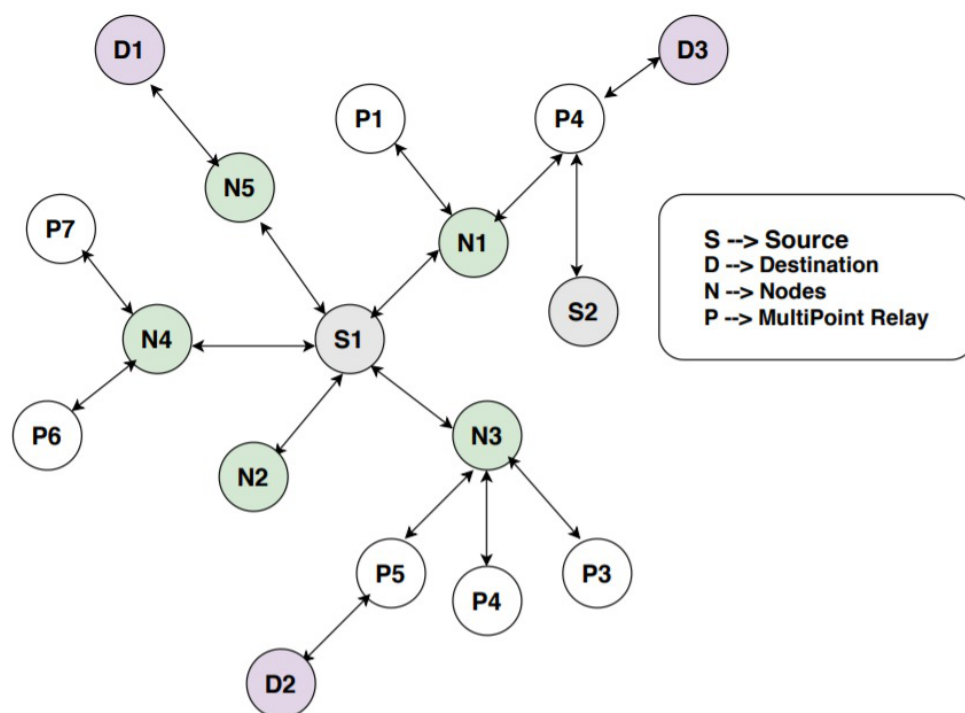 D1
D3
P1
P4
N5
P7
N1
S2
N4
S1
P6
N3
N2
P5
P4
P3
D2
S --> Source
D --> Destination
N --> Nodes
P --> MultiPoint Relay